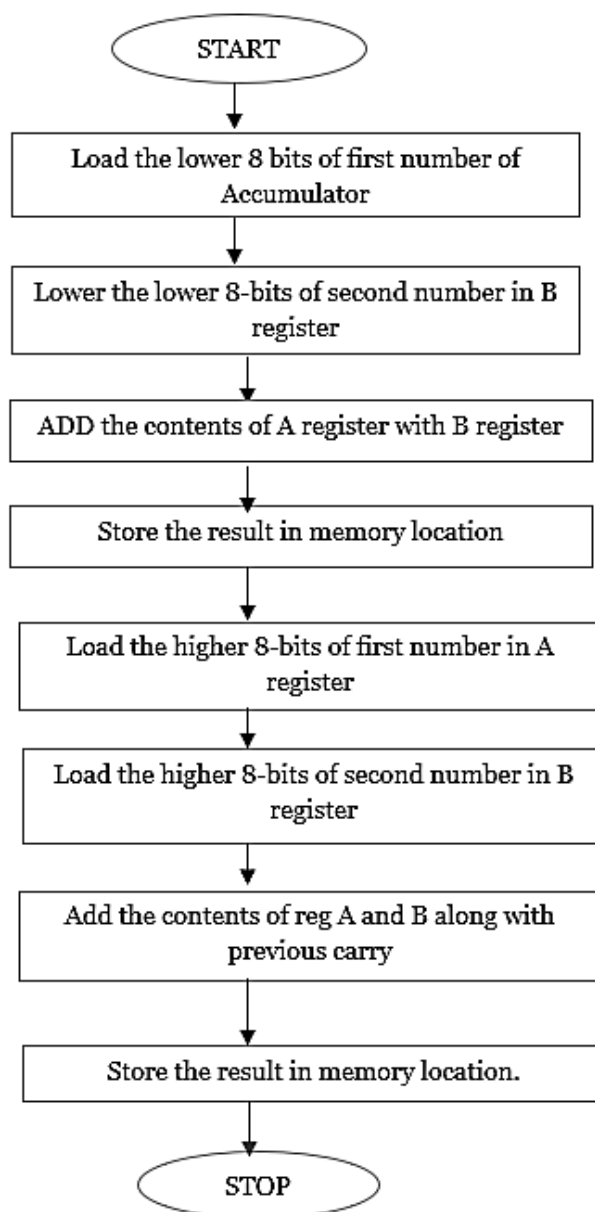 START
Load the lower 8 bits of first number of
Accumulator
Lower the lower 8-bits of second number in B
register
ADD the contents of A register with B register
Store the result in memory location
Load the higher 8-bits of first number in A
register
Load the higher 8-bits of second number in B
register
Add the contents of reg A and B along with
previous carry
Store the result in memory location.
STOP